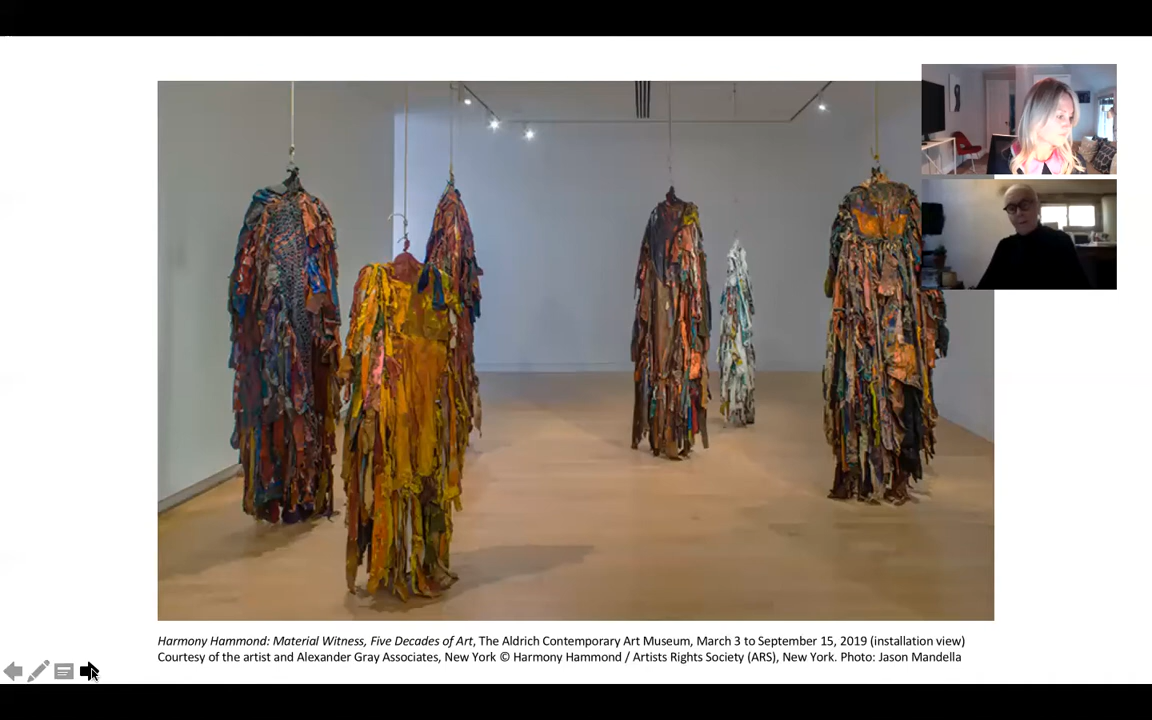 Harmony Hammond: Material Witness, Five Decades of Art, The Aldrich Contemporary Art Museum, March 3 to September 15, 2019 (installation view)
Courtesy of the artist and Alexander Gray Associates, New York © Harmony Hammond / Artists Rights Society (ARS), New York. Photo: Jason Mandella